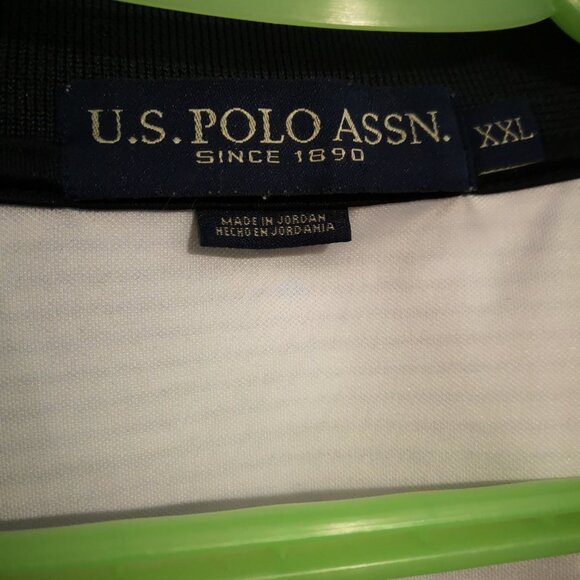 U.S. POLO ASSN.
SINCE 1890
XXL
MADE IN JORDAN
HECHO EN JORDANIA